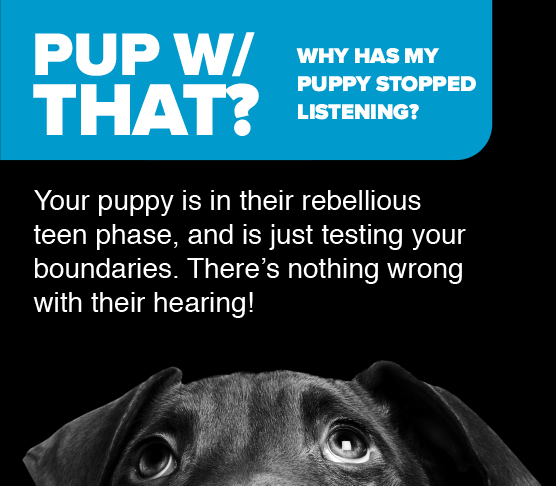 PUP W/
THAT?
WHY HAS MY
PUPPY STOPPED
LISTENING?
Your puppy is in their rebellious
teen phase, and is just testing your
boundaries. There’s nothing wrong
with their hearing!